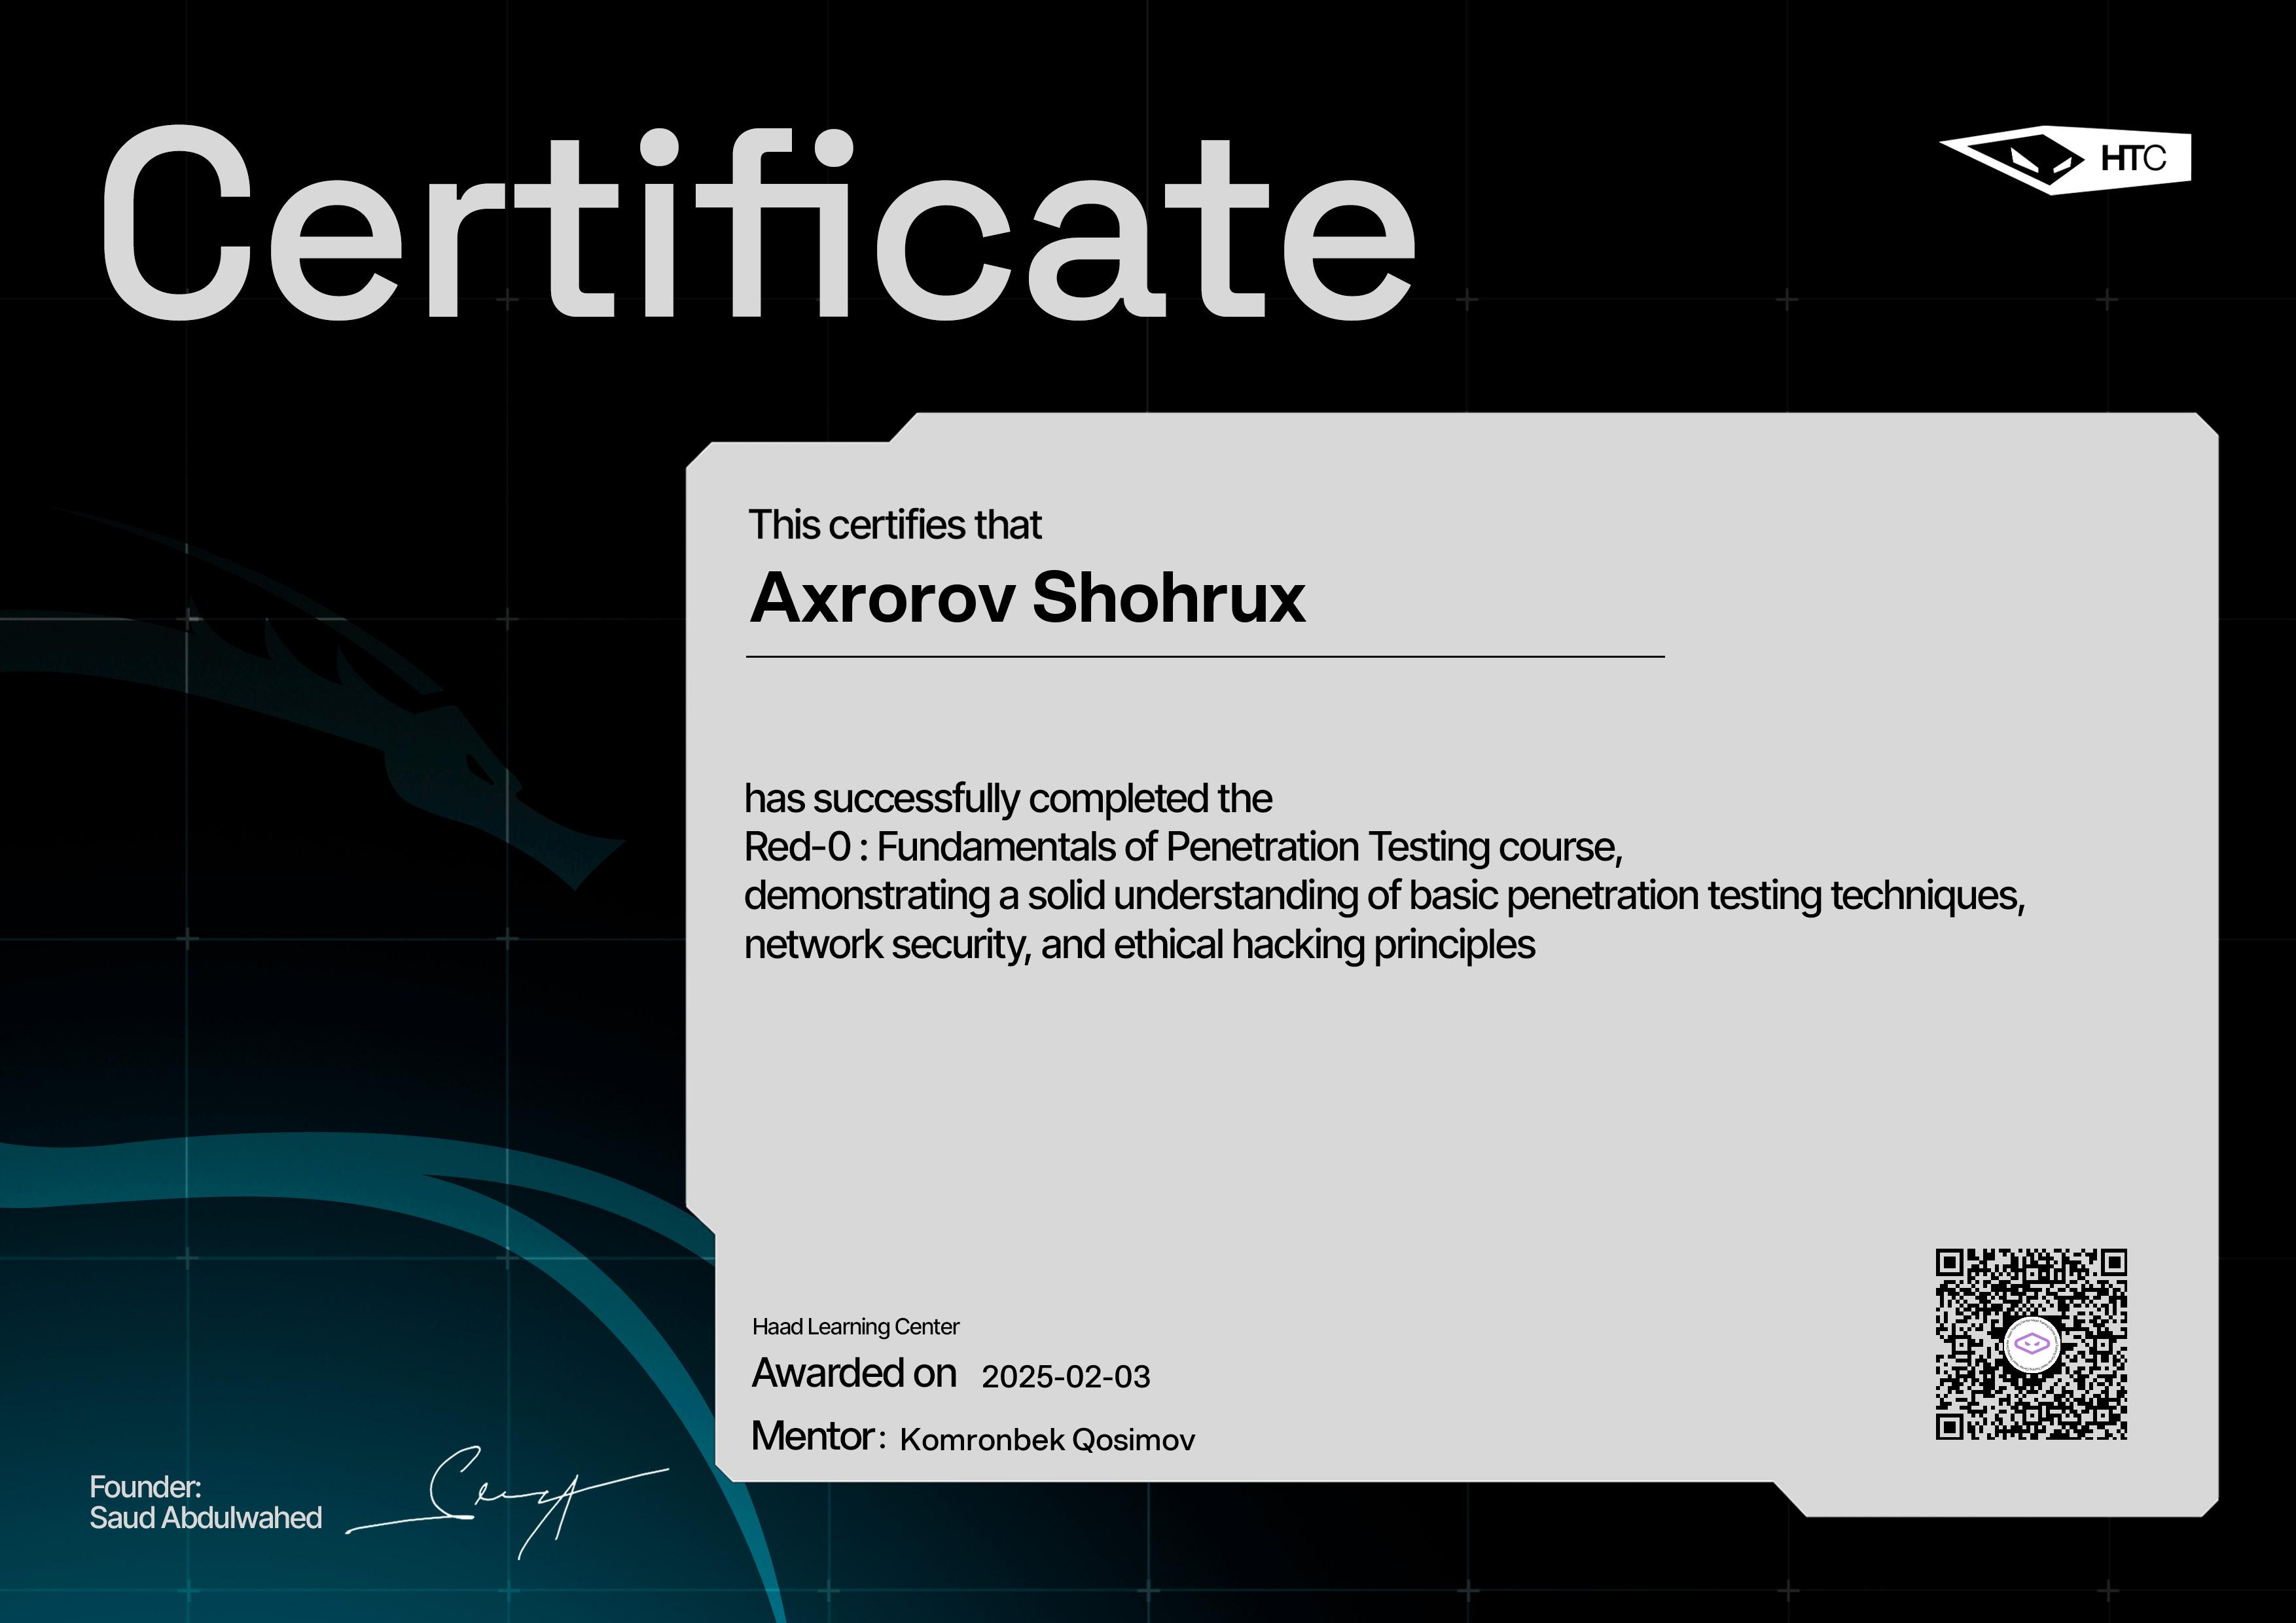 Certificate
HTC
This certifies that
Axrorov Shohrux
has successfully completed the
Red-0 : Fundamentals of Penetration Testing course,
demonstrating a solid understanding of basic penetration testing techniques,
network security, and ethical hacking principles
Haad Learning Center
Awarded on 2025-02-03
Mentor: Komronbek Qosimov
Founder:
Saud Abdulwahed